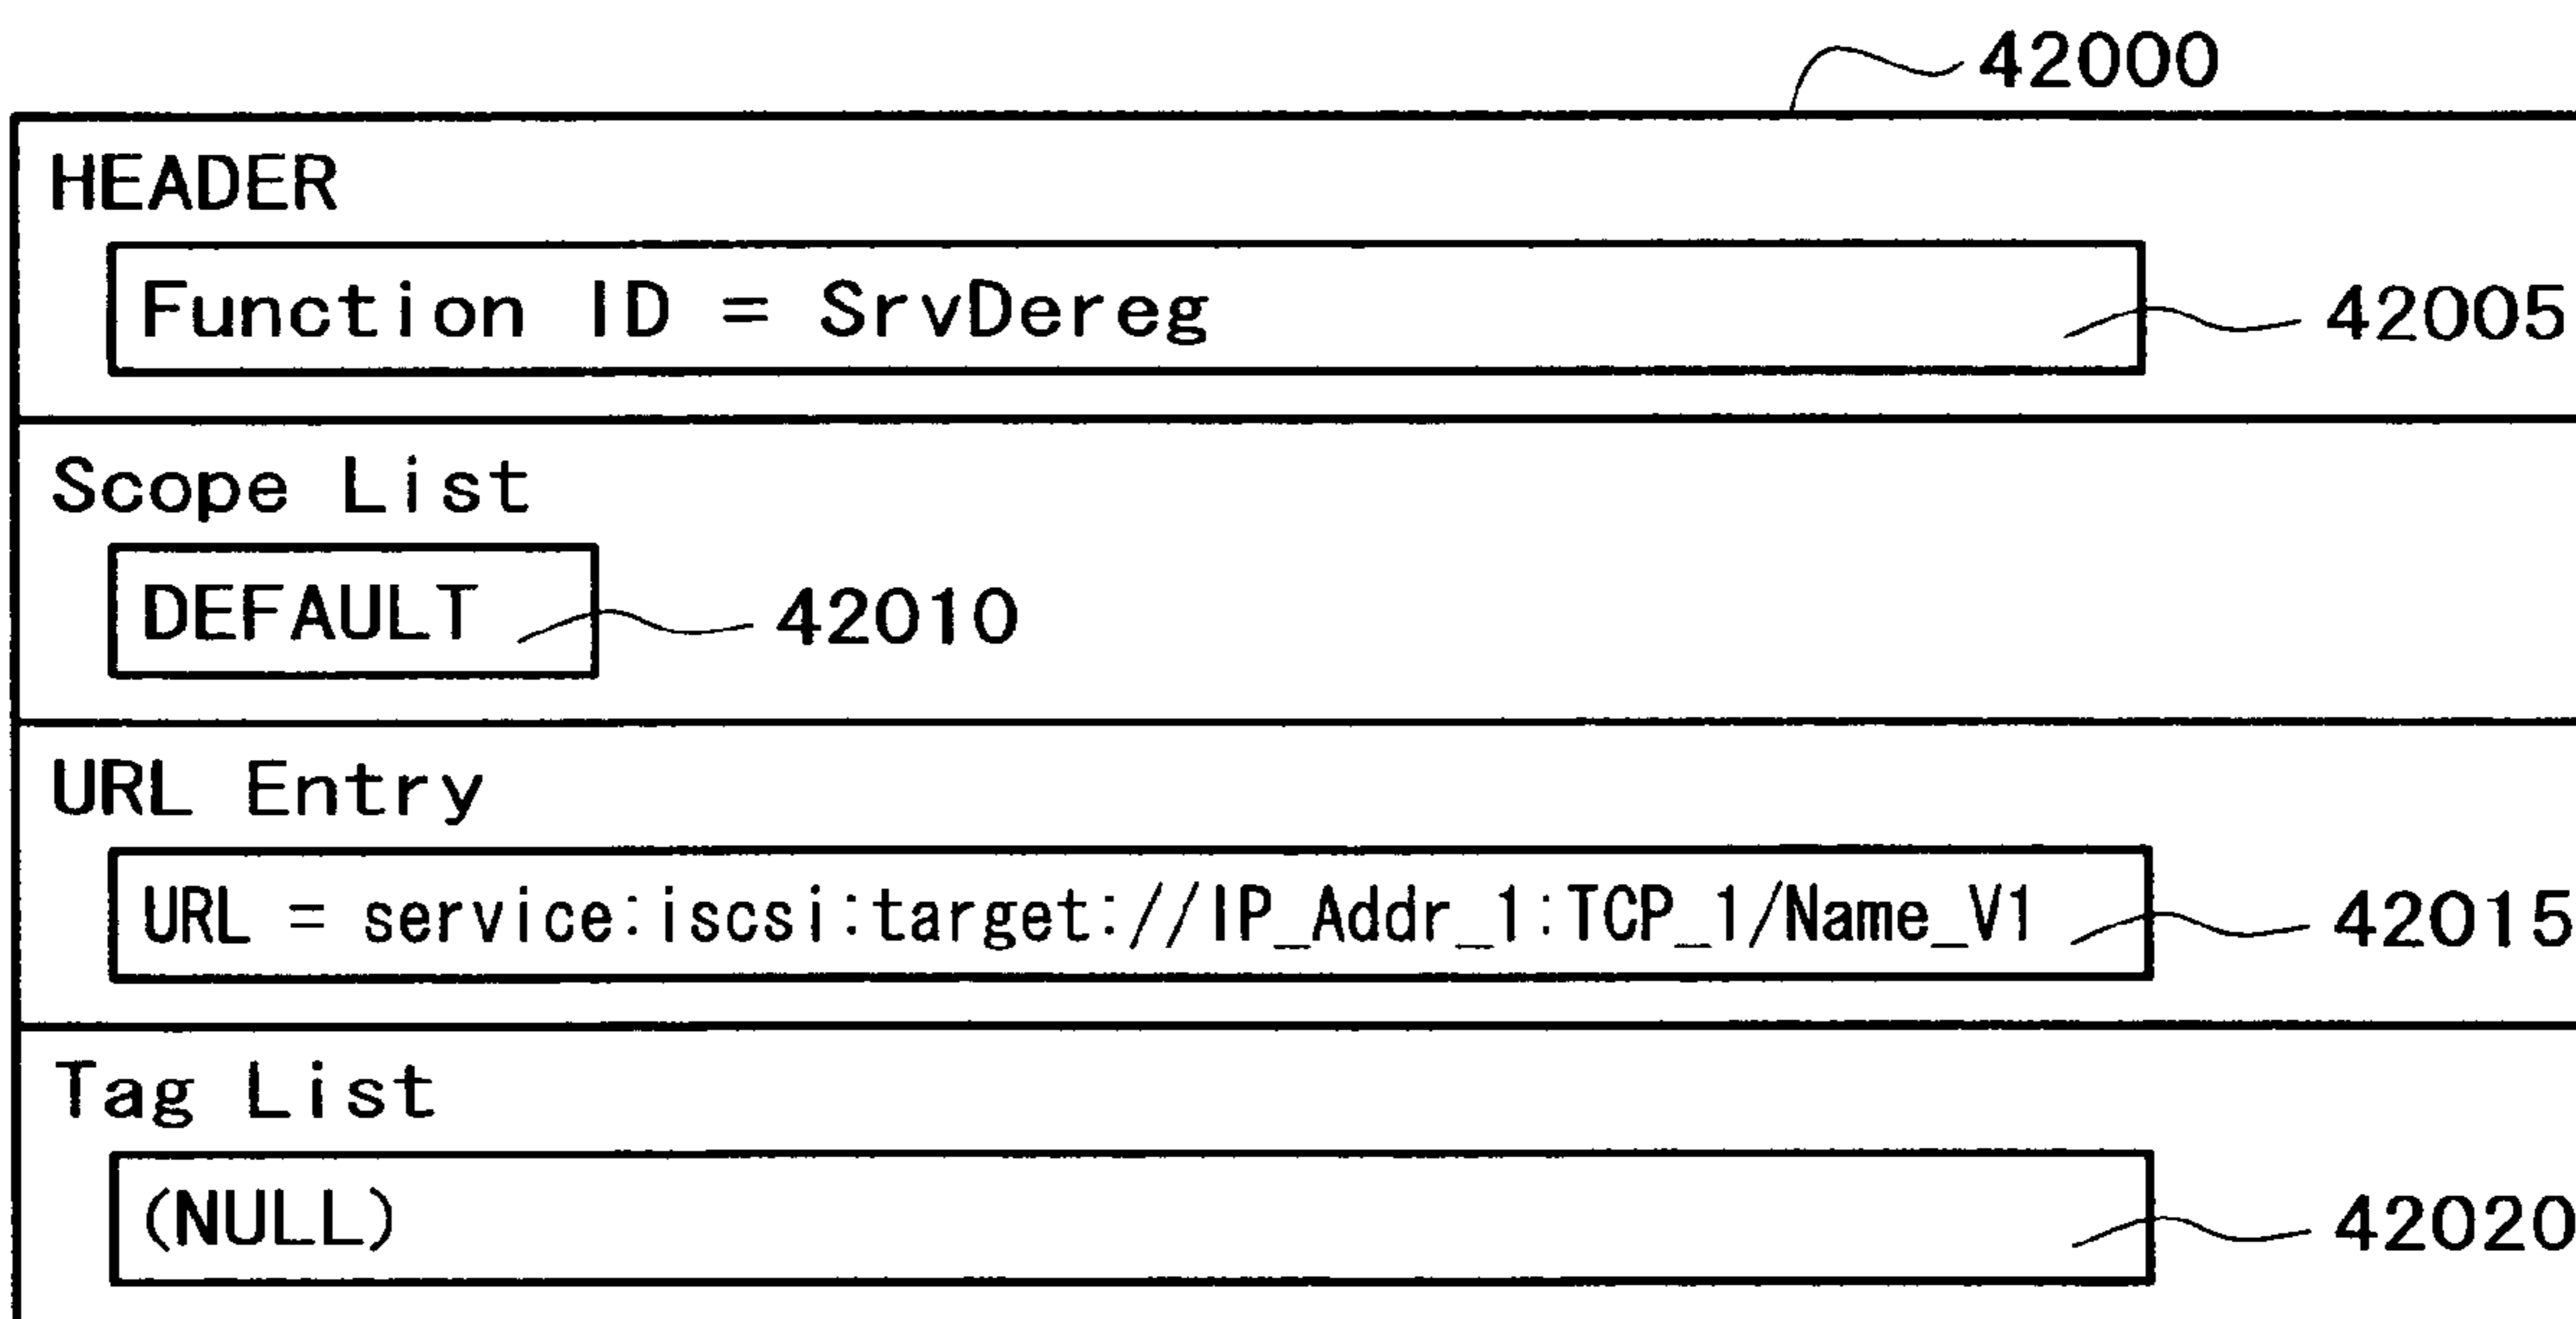 42000
HEADER
Function ID = SrvDereg
42005
Scope List
DEFAULT
42010
URL Entry
URL = service:iscsi:target://IP_Addr_1:TCP_1/Name_V1
42015
Tag List
(NULL)
42020